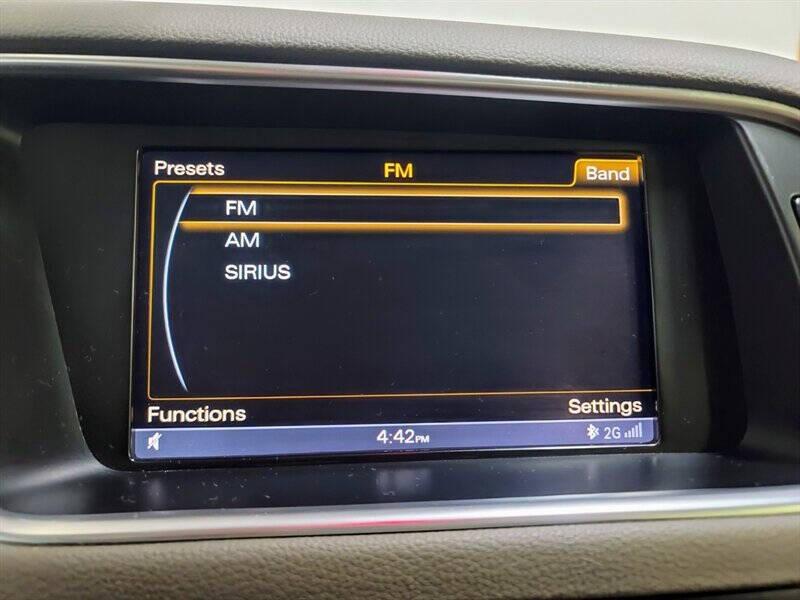 Presets FM Band
FM
AM
SIRIUS
Functions Settings
4:42PM 2G